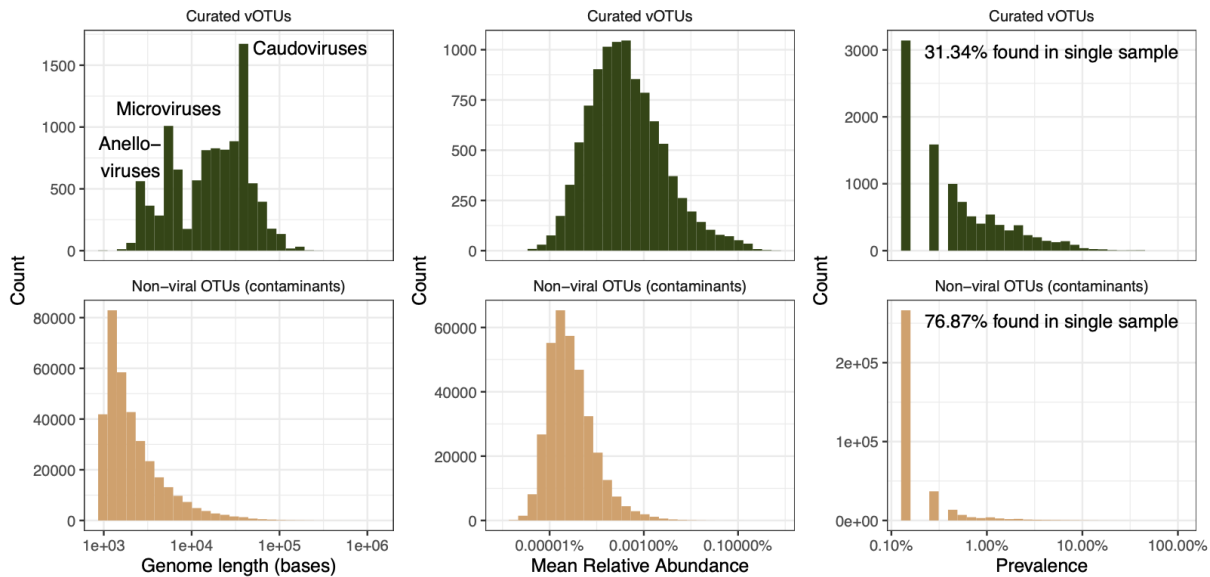 Curated vOTUs
Caudoviruses
Microviruses
Anello–
viruses
1500
1000
500
0
Non–viral OTUs (contaminants)
80000
60000
40000
20000
0
1e+03
1e+04
1e+05
1e+06
Count
Genome length (bases)
Curated vOTUs
1000
750
500
250
0
Non–viral OTUs (contaminants)
60000
40000
20000
0
0.00001%
0.00100%
0.10000%
Count
Mean Relative Abundance
Curated vOTUs
31.34% found in single sample
3000
2000
1000
0
Non–viral OTUs (contaminants)
76.87% found in single sample
2e+05
1e+05
0e+00
0.10%
1.00%
10.00%
100.00%
Count
Prevalence